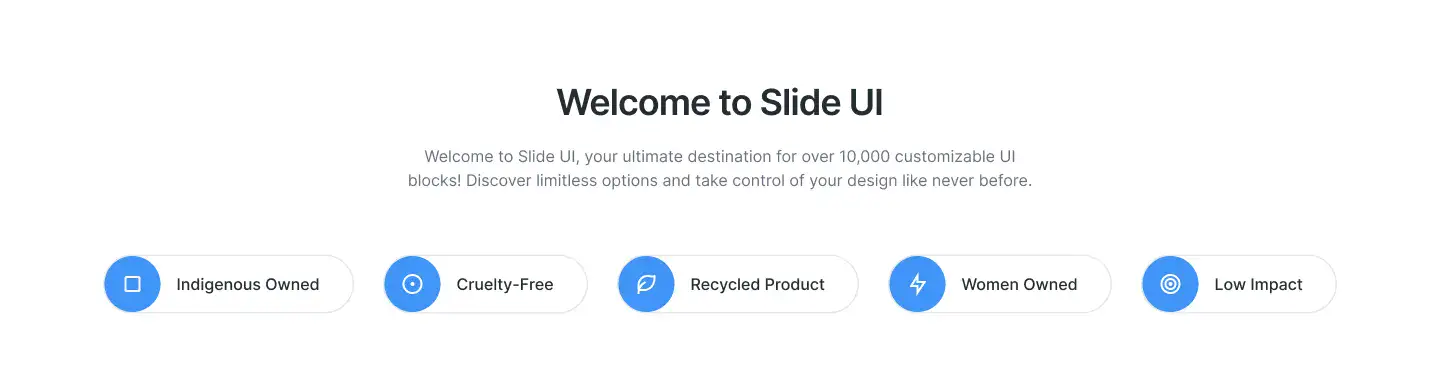 Welcome to Slide UI
Welcome to Slide UI, your ultimate destination for over 10,000 customizable UI
blocks! Discover limitless options and take control of your design like never before.
Indigenous Owned
Cruelty-Free
Recycled Product
Women Owned
Low Impact